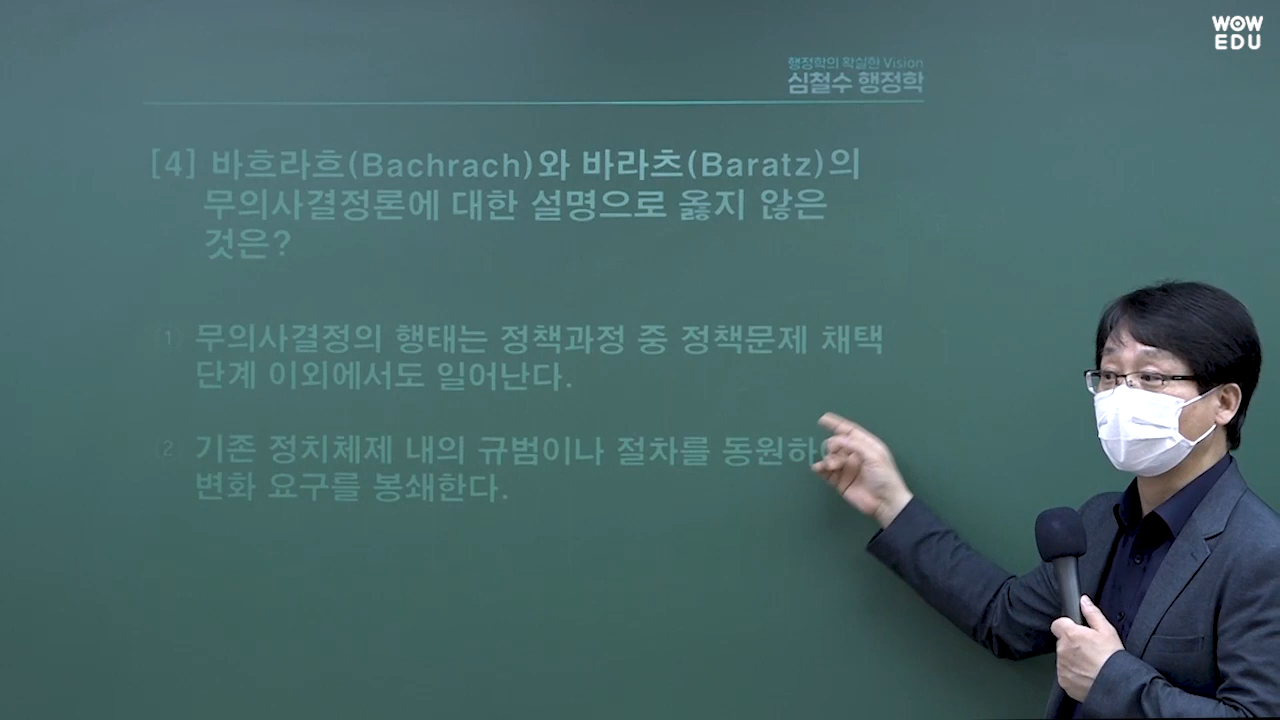 WOW
EDU
행정학의 확실한 Vision
심철수 행정학
[4] 바흐라흐(Bachrach)와 바라츠(Baratz)의
무의사결정론에 대한 설명으로 옳지 않은
것은?
1 무의사결정의 행태는 정책과정 중 정책문제 채택
단계 이외에서도 일어난다.
2 기존 정치체제 내의 규범이나 절차를
변화 요구를 봉쇄한다.